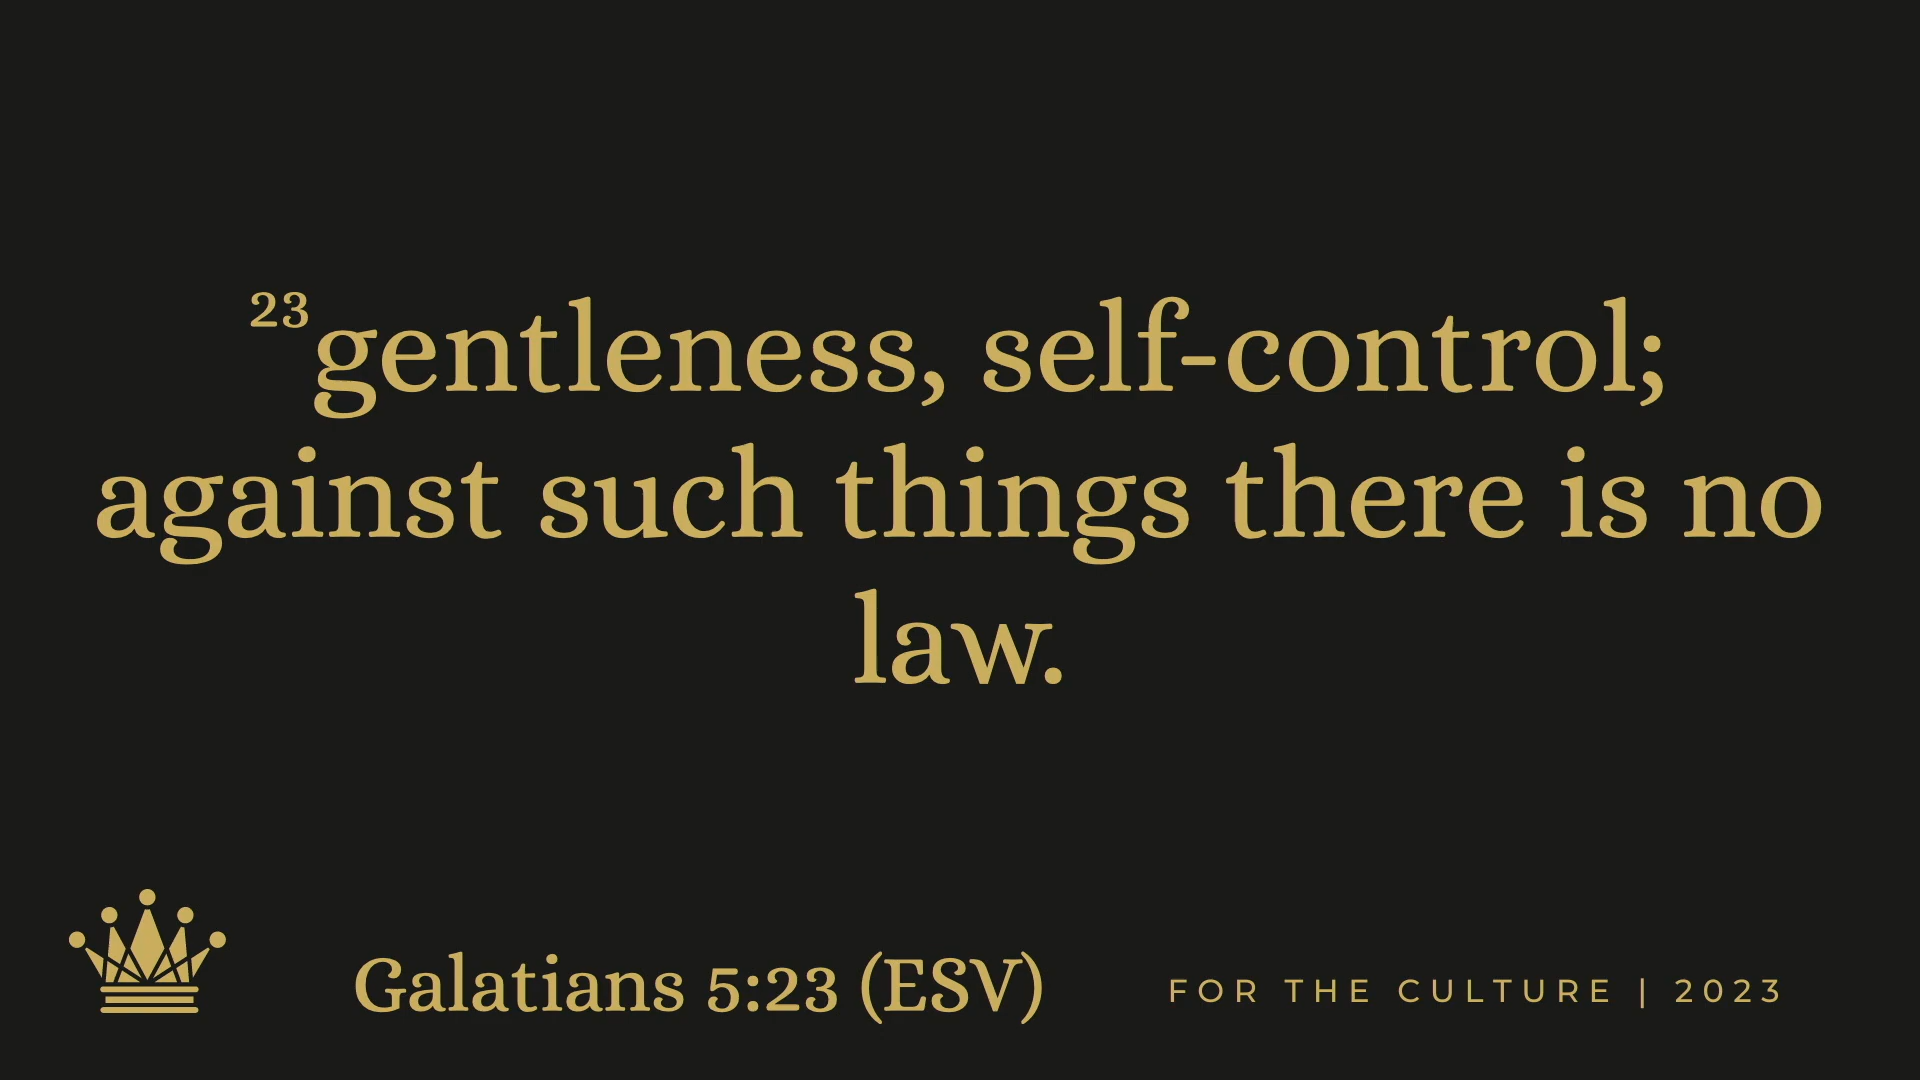 ²³gentleness, self-control;
against such things there is no
law.
Galatians 5:23 (ESV)
FOR THE CULTURE | 2023